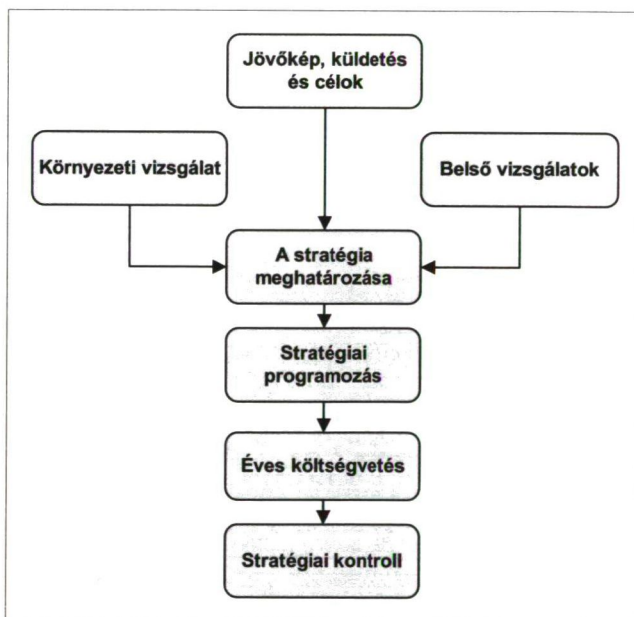 Jövőkép, küldetés
és célok
Környezeti vizsgálat
Belső vizsgálatok
A stratégia
meghatározása
Stratégiai
programozás
Éves költségvetés
Stratégiai kontroll